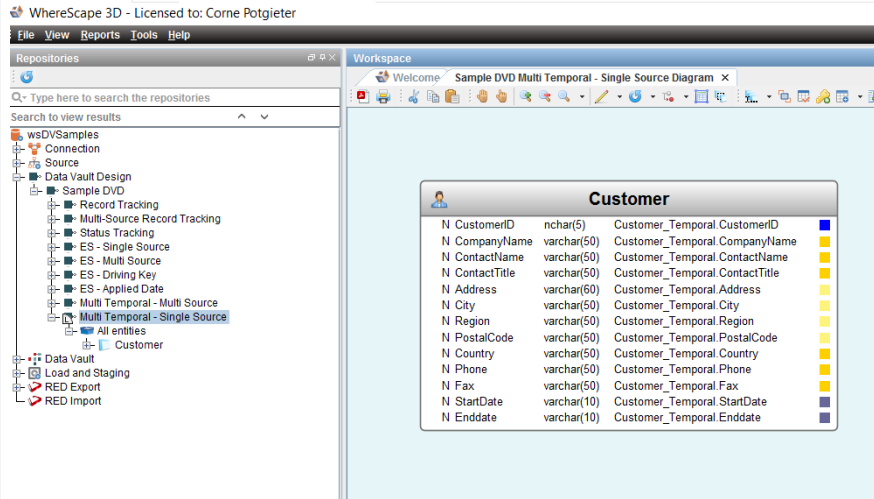 WhereScape 3D - Licensed to: Corne Potgieter
File View Reports Tools Help
Repositories
Type here to search the repositories
Search to view results
wsDVSamples
Connection
Source
Data Vault Design
Sample DVD
Record Tracking
Multi-Source Record Tracking
Status Tracking
ES - Single Source
ES - Multi Source
ES - Driving Key
ES - Applied Date
Multi Temporal - Multi Source
Multi Temporal - Single Source
All entities
Customer
Data Vault
Load and Staging
RED Export
RED Import
Workspace
Welcome Sample DVD Multi Temporal - Single Source Diagram
Customer
N CustomerID nchar(5) Customer_Temporal.CustomerID
N CompanyName varchar(50) Customer_Temporal.CompanyName
N ContactName varchar(50) Customer_Temporal.ContactName
N ContactTitle varchar(50) Customer_Temporal.ContactTitle
N Address varchar(60) Customer_Temporal.Address
N City varchar(50) Customer_Temporal.City
N Region varchar(50) Customer_Temporal.Region
N PostalCode varchar(50) Customer_Temporal.PostalCode
N Country varchar(50) Customer_Temporal.Country
N Phone varchar(50) Customer_Temporal.Phone
N Fax varchar(50) Customer_Temporal.Fax
N StartDate varchar(10) Customer_Temporal.StartDate
N Enddate varchar(10) Customer_Temporal.Enddate